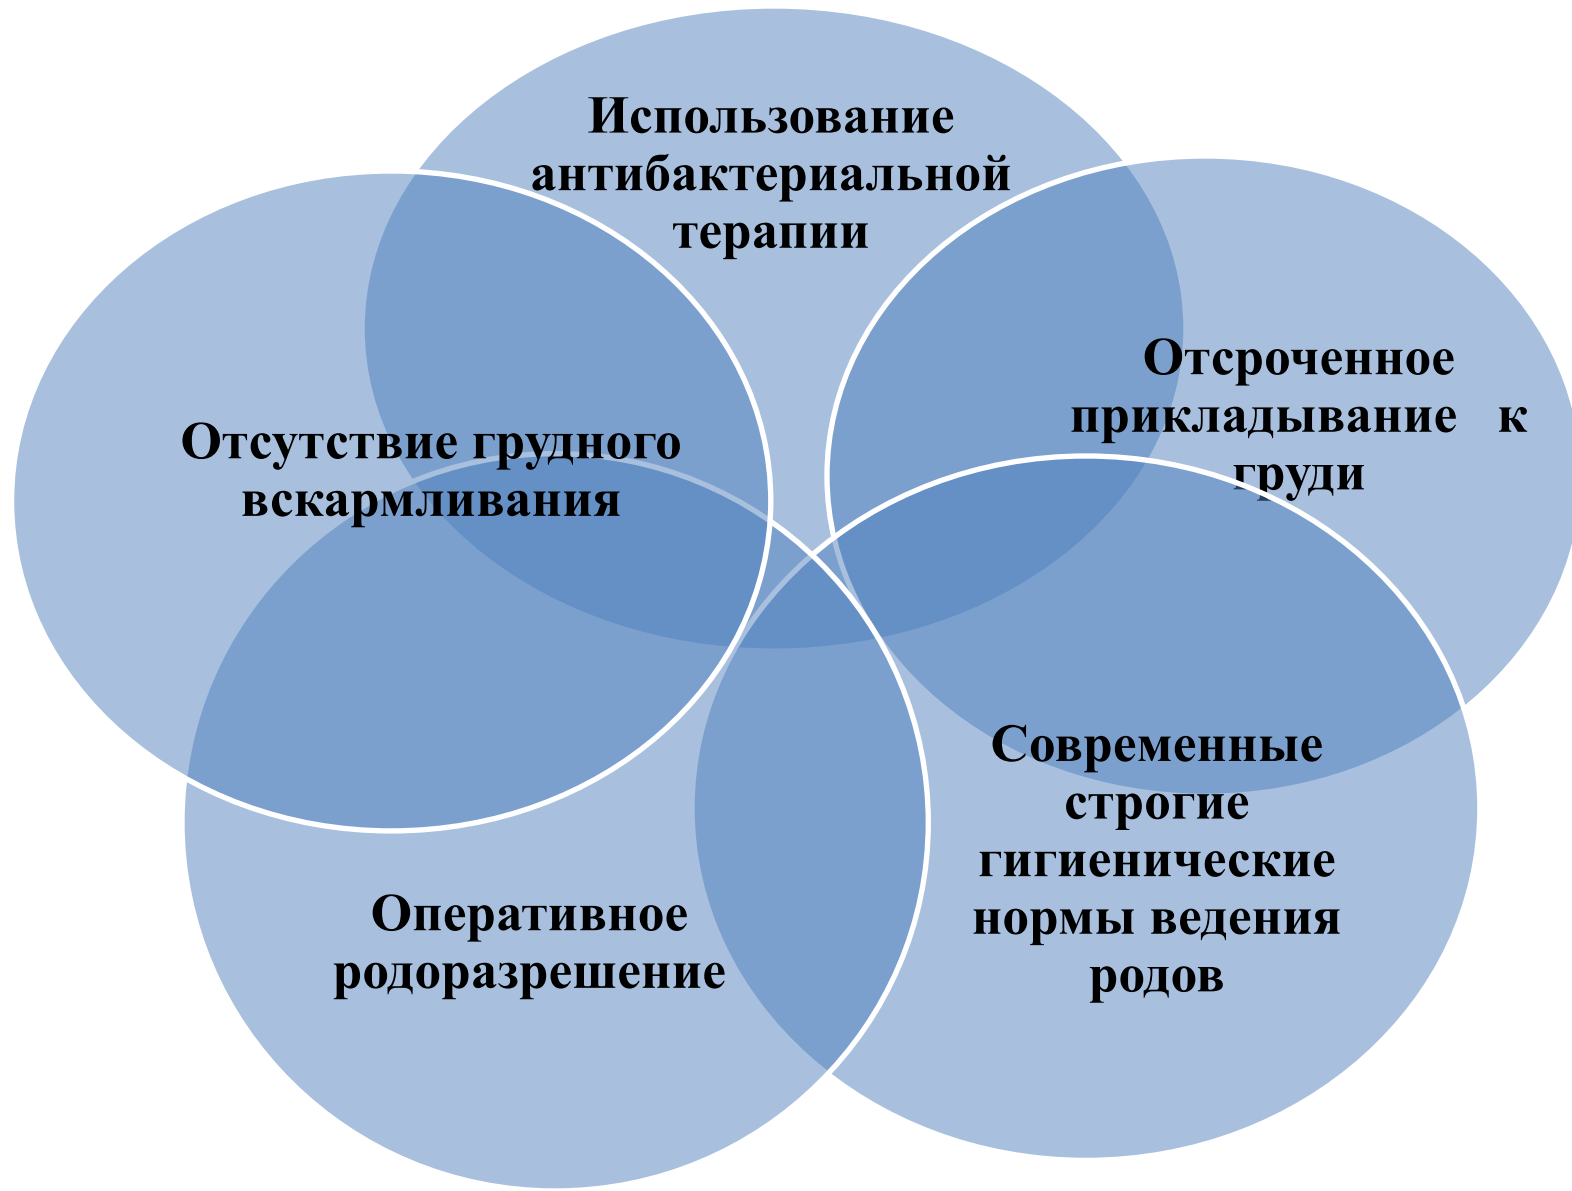 Использование
антибактериальной
терапии
Отсроченное
прикладывание к
груди
Современные
строгие
гигиенические
нормы ведения
родов
Оперативное
родоразрешение
Отсутствие грудного
вскармливания